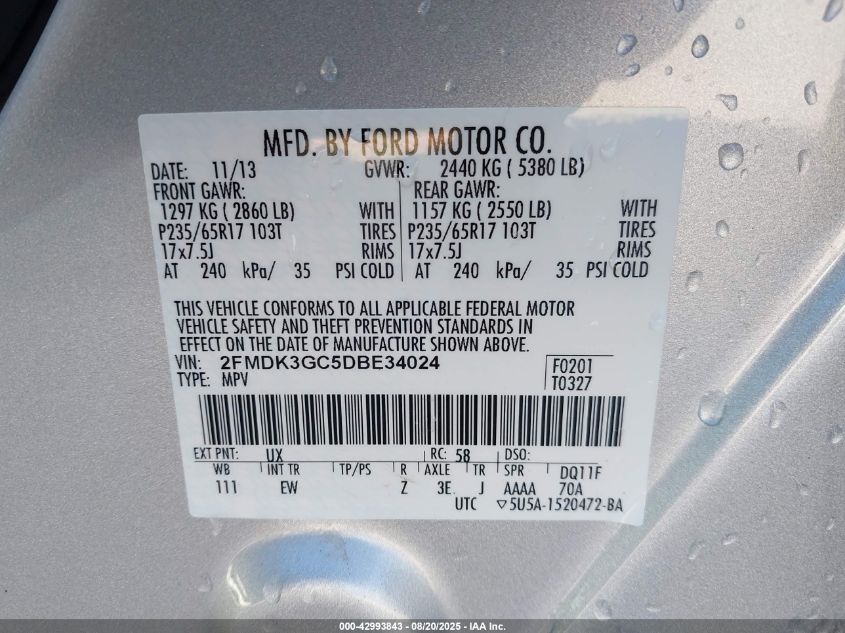 MFD. BY FORD MOTOR CO.
DATE: 11/13 GVWR: 2440 KG ( 5380 LB)
FRONT GAWR: REAR GAWR:
1297 KG ( 2860 LB) WITH 1157 KG ( 2550 LB) WITH
P235/65R17 103T TIRES P235/65R17 103T TIRES
17x7.5J RIMS 17x7.5J RIMS
AT 240 kPa/ 35 PSI COLD AT 240 kPa/ 35 PSI COLD
THIS VEHICLE CONFORMS TO ALL APPLICABLE FEDERAL MOTOR
VEHICLE SAFETY AND THEFT PREVENTION STANDARDS IN
EFFECT ON THE DATE OF MANUFACTURE SHOWN ABOVE.
VIN: 2FMDK3GC5DBE34024 F0201
TYPE: MPV T0327
EXT PNT: UX RC: 58 DSO:
WB INT TR TP/PS R AXLE TR SPR DQ11F
111 EW Z 3E J AAAA 70A
UTC ▽5U5A-1520472-BA
000-42993843 - 08/20/2025 - IAA Inc.